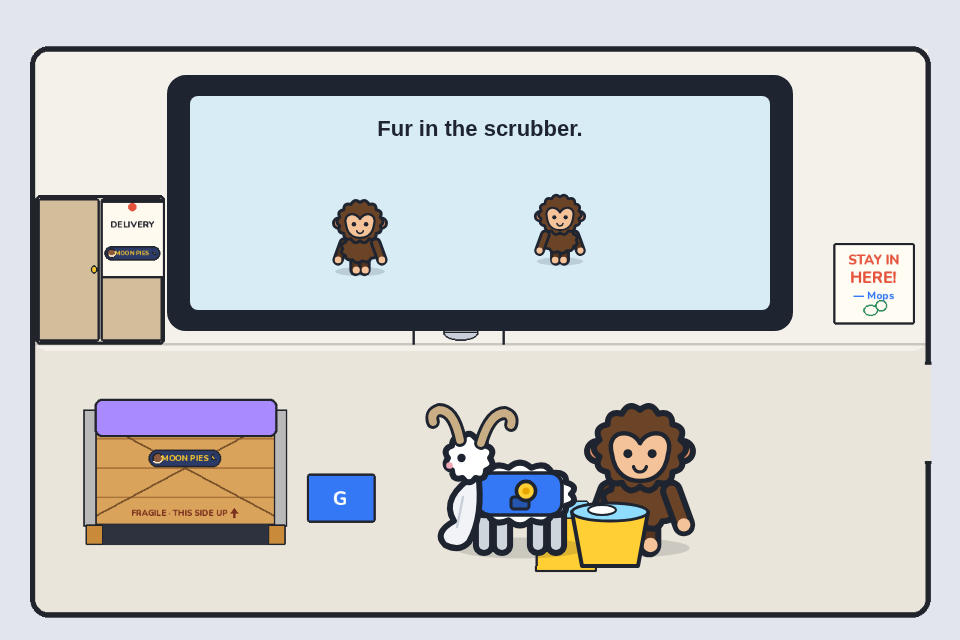 Fur in the scrubber.
DELIVERY
MOON PIES
STAY IN
HERE!
— Mops
MOON PIES
FRAGILE · THIS SIDE UP
G